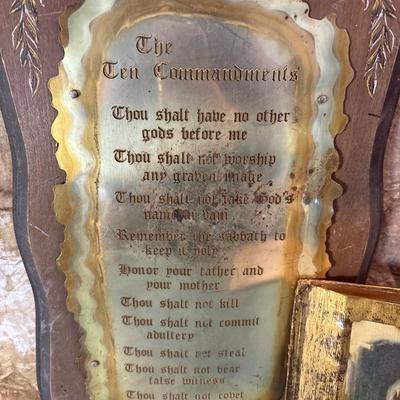 The
Ten Commandments
Thou shalt have no other
gods before me
Thou shalt not worship
any graven image
Thou shalt not take God's
name in vain
Remember the sabbath to
keep it holy
Honor your father and
your mother
Thou shalt not kill
Thou shalt not commit
adultery
Thou shalt not steal
Thou shalt not bear
false witness
Thou shalt not covet